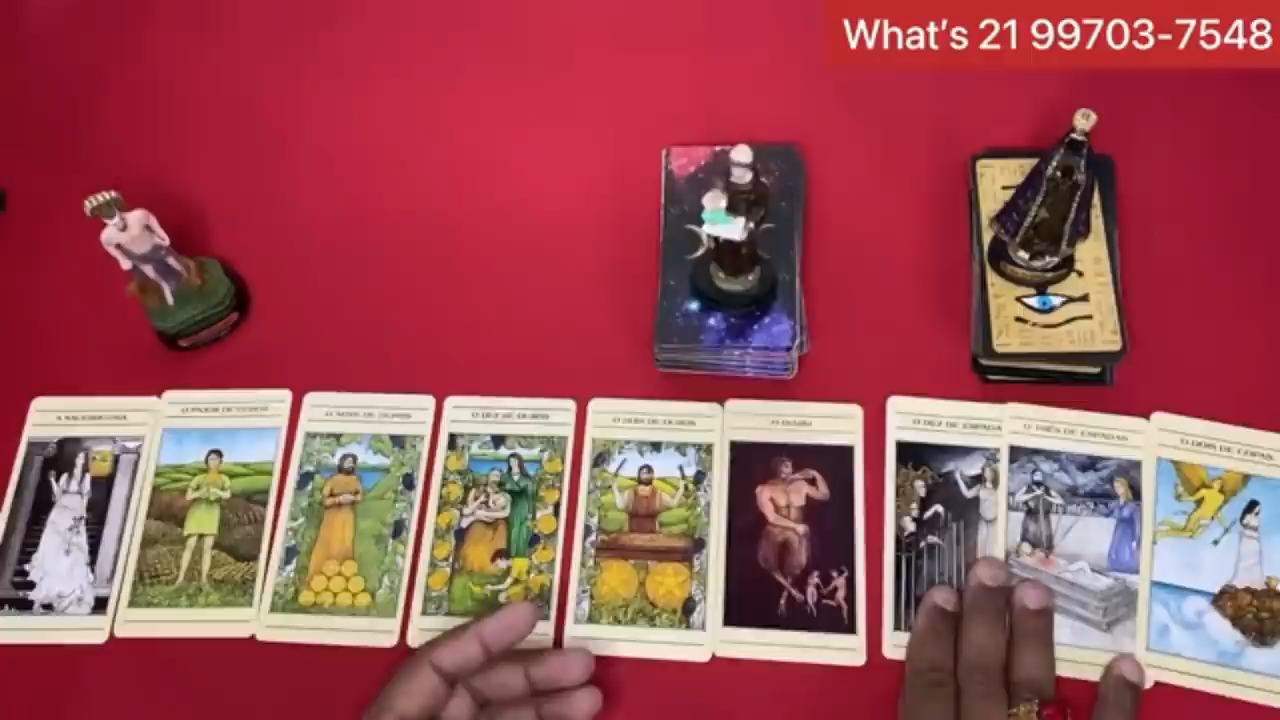 What's 21 99703-7548
A SACERDOTISA
O PAJEM DE OUROS
O NOVE DE OUROS
O DEZ DE OUROS
O DOIS DE OUROS
O DIABO
O DEZ DE ESPADAS
O TRÊS DE ESPADAS
O DOIS DE COPAS